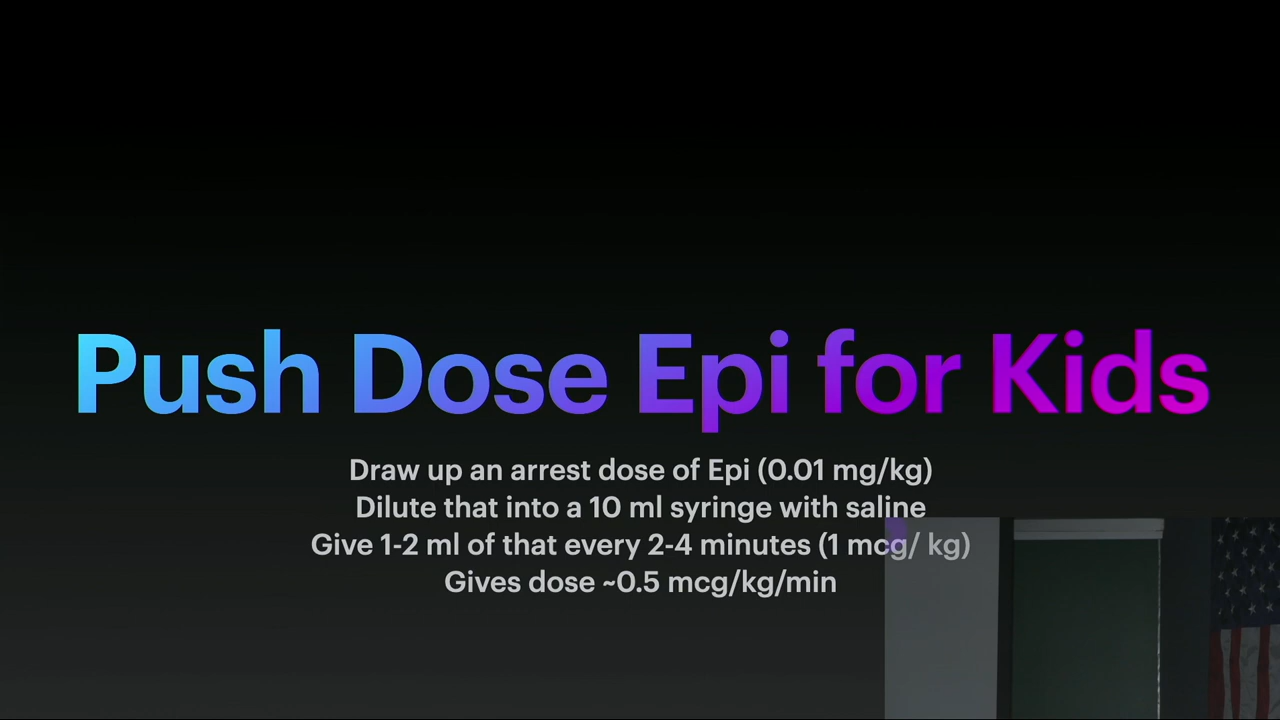 Push Dose Epi for Kids
Draw up an arrest dose of Epi (0.01 mg/kg)
Dilute that into a 10 ml syringe with saline
Give 1-2 ml of that every 2-4 minutes (1 mcg/ kg)
Gives dose ~0.5 mcg/kg/min